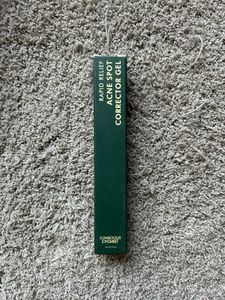 RAPID RELIEF
ACNE SPOT
CORRECTOR GEL
CONSCIOUS
CHEMIST